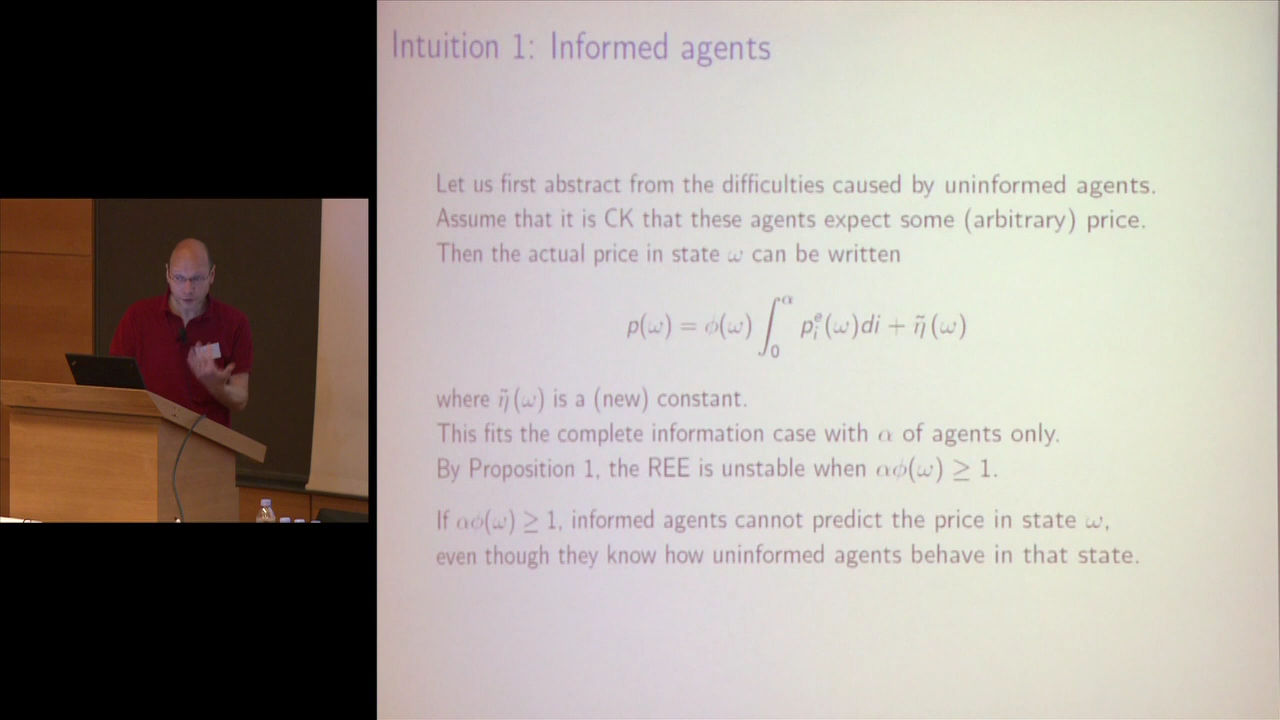 Intuition 1: Informed agents
Let us first abstract from the difficulties caused by uninformed agents.
Assume that it is CK that these agents expect some (arbitrary) price.
Then the actual price in state ω can be written
p(ω) = ϕ(ω) ∫₀^α pᵢᵉ(ω)di + η̃(ω)
where η̃(ω) is a (new) constant.
This fits the complete information case with α of agents only.
By Proposition 1, the REE is unstable when αϕ(ω) ≥ 1.
If αϕ(ω) ≥ 1, informed agents cannot predict the price in state ω,
even though they know how uninformed agents behave in that state.